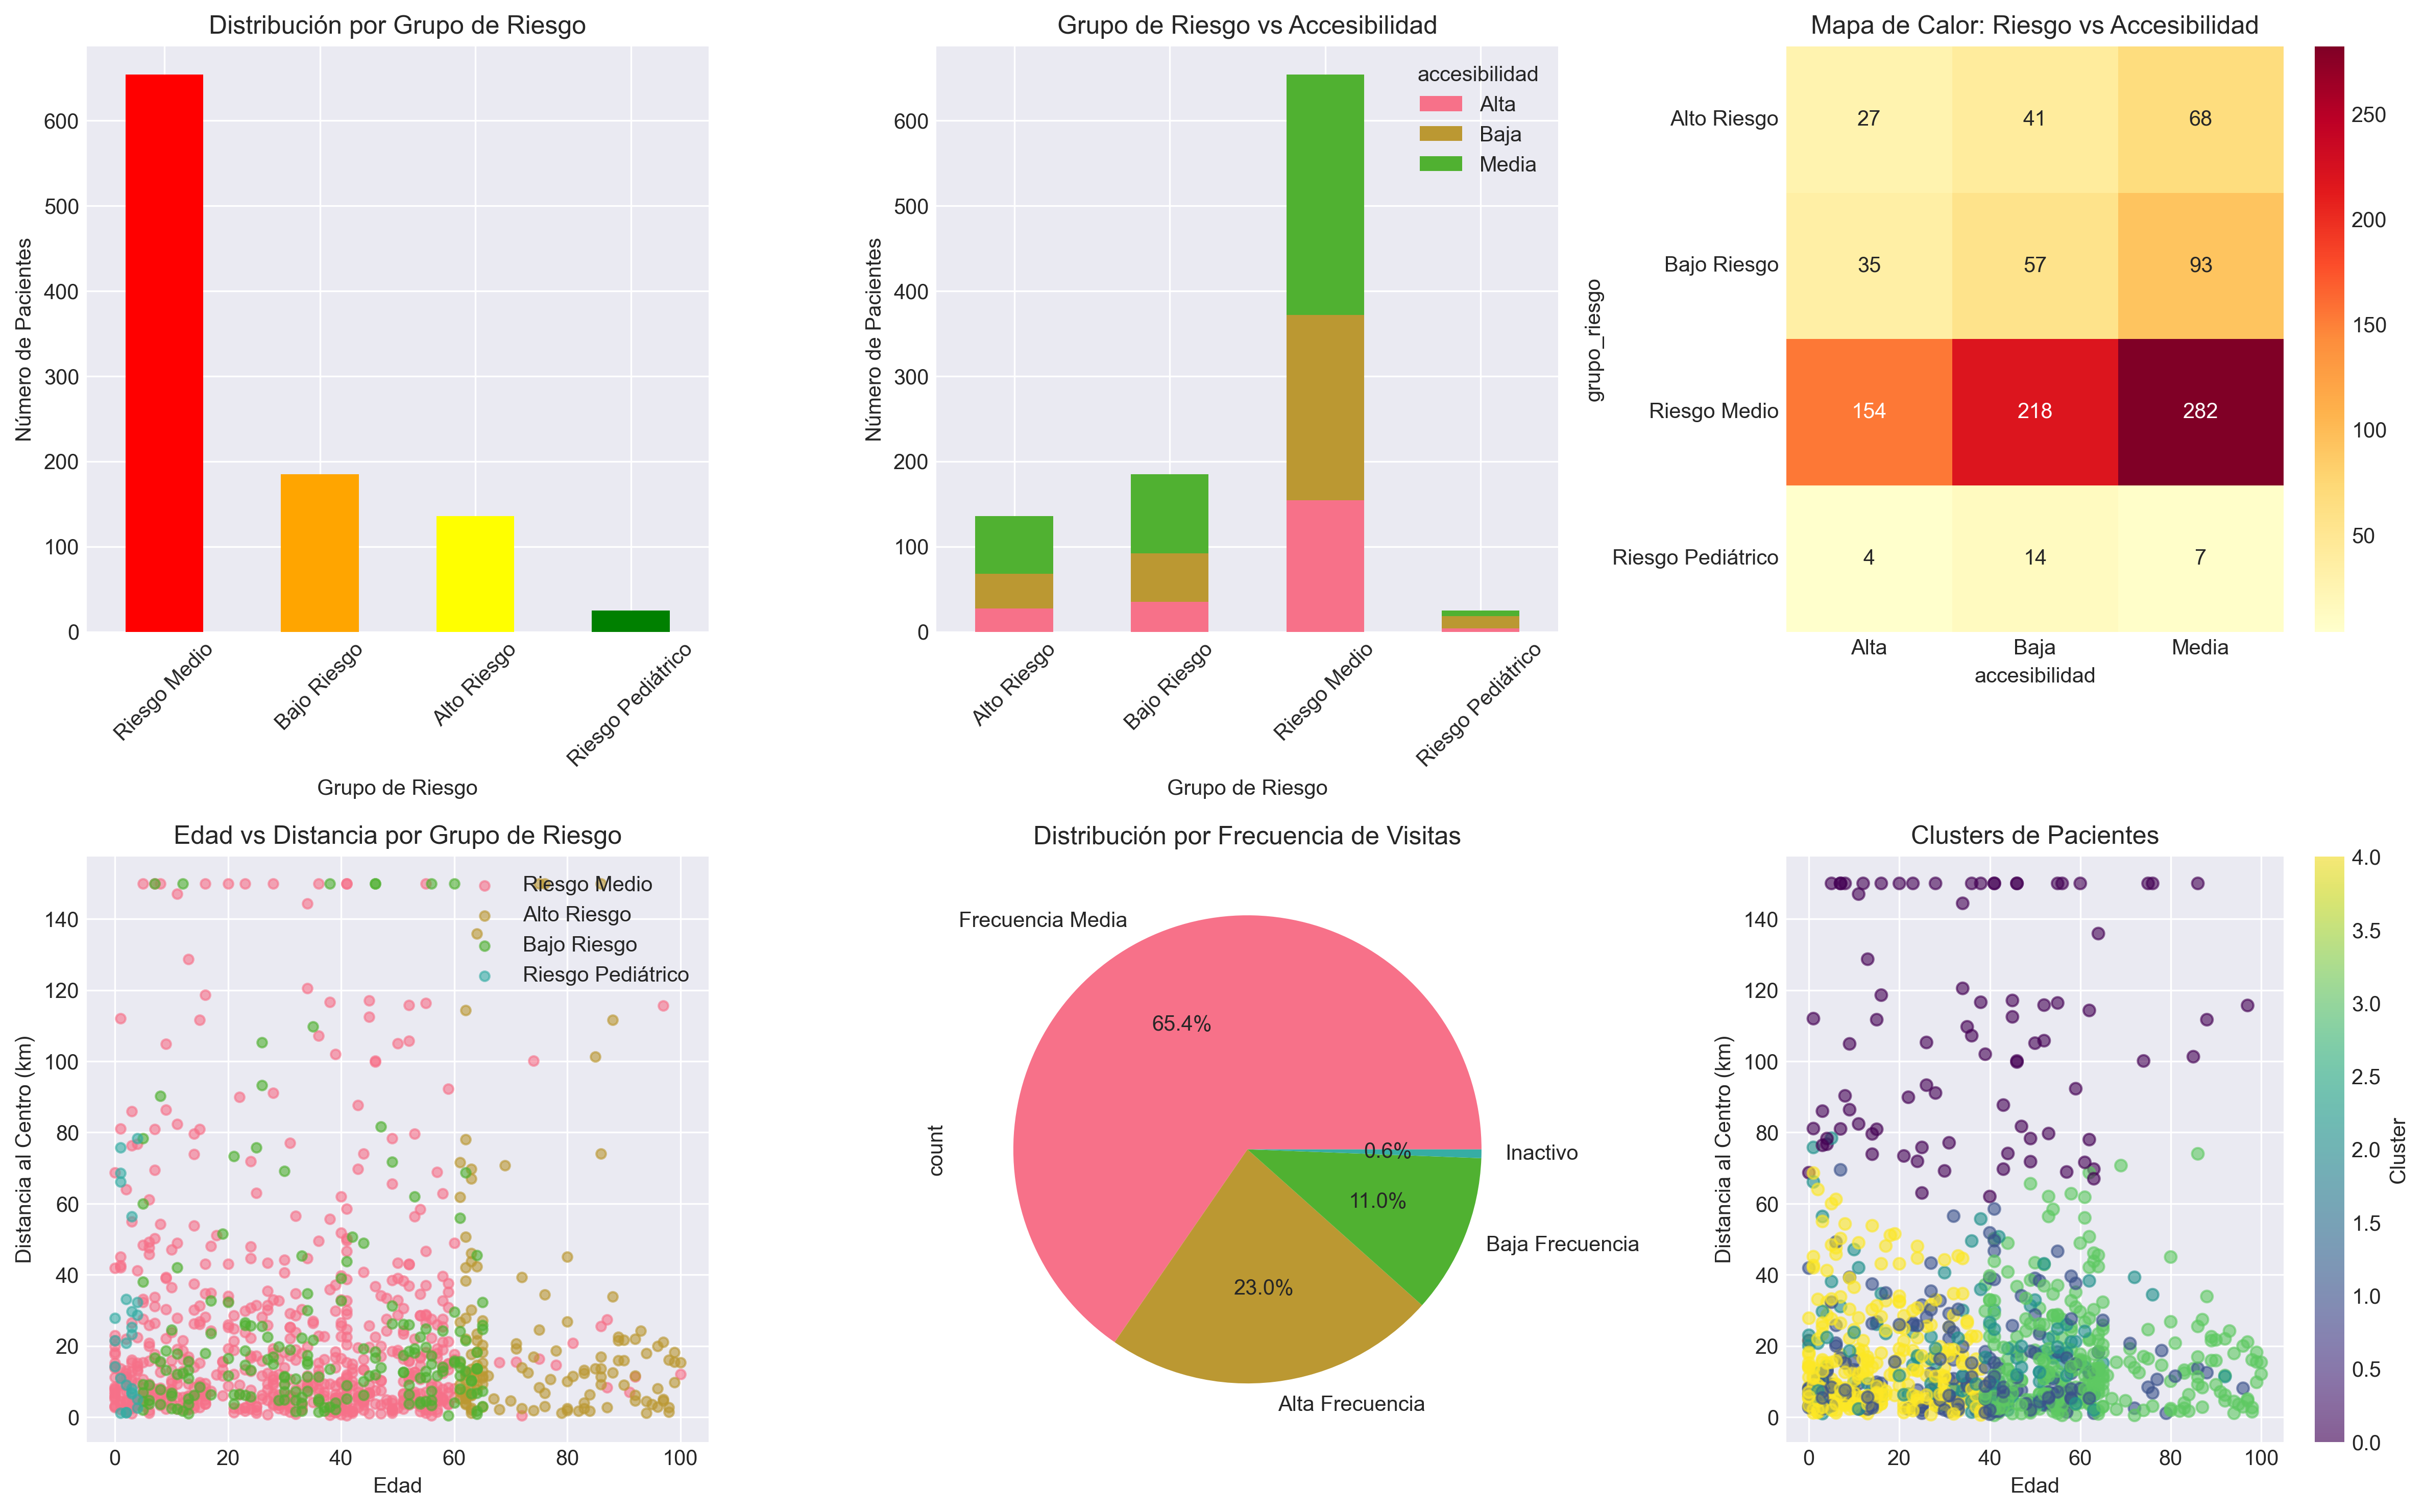 Distribución por Grupo de Riesgo
Número de Pacientes
600
500
400
300
200
100
0
Riesgo Medio
Bajo Riesgo
Alto Riesgo
Riesgo Pediátrico
Grupo de Riesgo
Grupo de Riesgo vs Accesibilidad
Número de Pacientes
600
500
400
300
200
100
0
accesibilidad
Alta
Baja
Media
Alto Riesgo
Bajo Riesgo
Riesgo Medio
Riesgo Pediátrico
Grupo de Riesgo
Mapa de Calor: Riesgo vs Accesibilidad
grupo_riesgo
Alto Riesgo 27 41 68
Bajo Riesgo 35 57 93
Riesgo Medio 154 218 282
Riesgo Pediátrico 4 14 7
Alta Baja Media
accesibilidad
250
200
150
100
50
Edad vs Distancia por Grupo de Riesgo
Distancia al Centro (km)
140
120
100
80
60
40
20
0
Riesgo Medio
Alto Riesgo
Bajo Riesgo
Riesgo Pediátrico
0 20 40 60 80 100
Edad
Distribución por Frecuencia de Visitas
count
Frecuencia Media
65.4%
0.6%
Inactivo
11.0%
Baja Frecuencia
23.0%
Alta Frecuencia
Clusters de Pacientes
Distancia al Centro (km)
140
120
100
80
60
40
20
0
0 20 40 60 80 100
Edad
4.0
3.5
3.0
2.5
2.0
1.5
1.0
0.5
0.0
Cluster